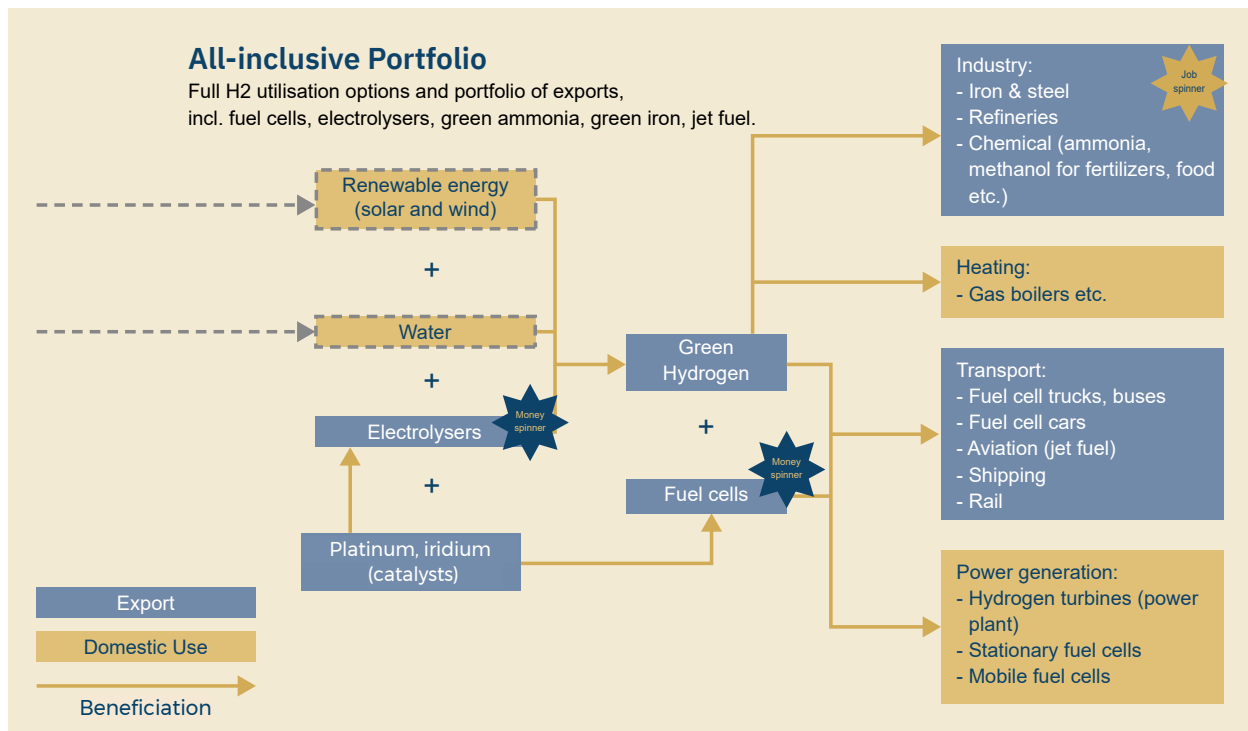 All-inclusive Portfolio
Full H2 utilisation options and portfolio of exports,
incl. fuel cells, electrolysers, green ammonia, green iron, jet fuel.
Renewable energy
(solar and wind)
+
Water
+
Electrolysers
Money
spinner
+
Platinum, iridium
(catalysts)
Green
Hydrogen
+
Fuel cells
Money
spinner
Industry:
- Iron & steel
- Refineries
- Chemical (ammonia,
methanol for fertilizers, food
etc.)
Job
spinner
Heating:
- Gas boilers etc.
Transport:
- Fuel cell trucks, buses
- Fuel cell cars
- Aviation (jet fuel)
- Shipping
- Rail
Power generation:
- Hydrogen turbines (power
plant)
- Stationary fuel cells
- Mobile fuel cells
Export
Domestic Use
Beneficiation